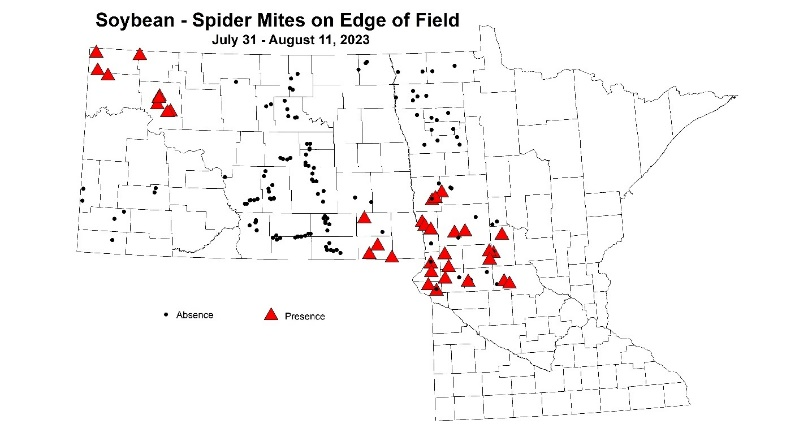 Soybean - Spider Mites on Edge of Field
July 31 - August 11, 2023
Absence
Presence